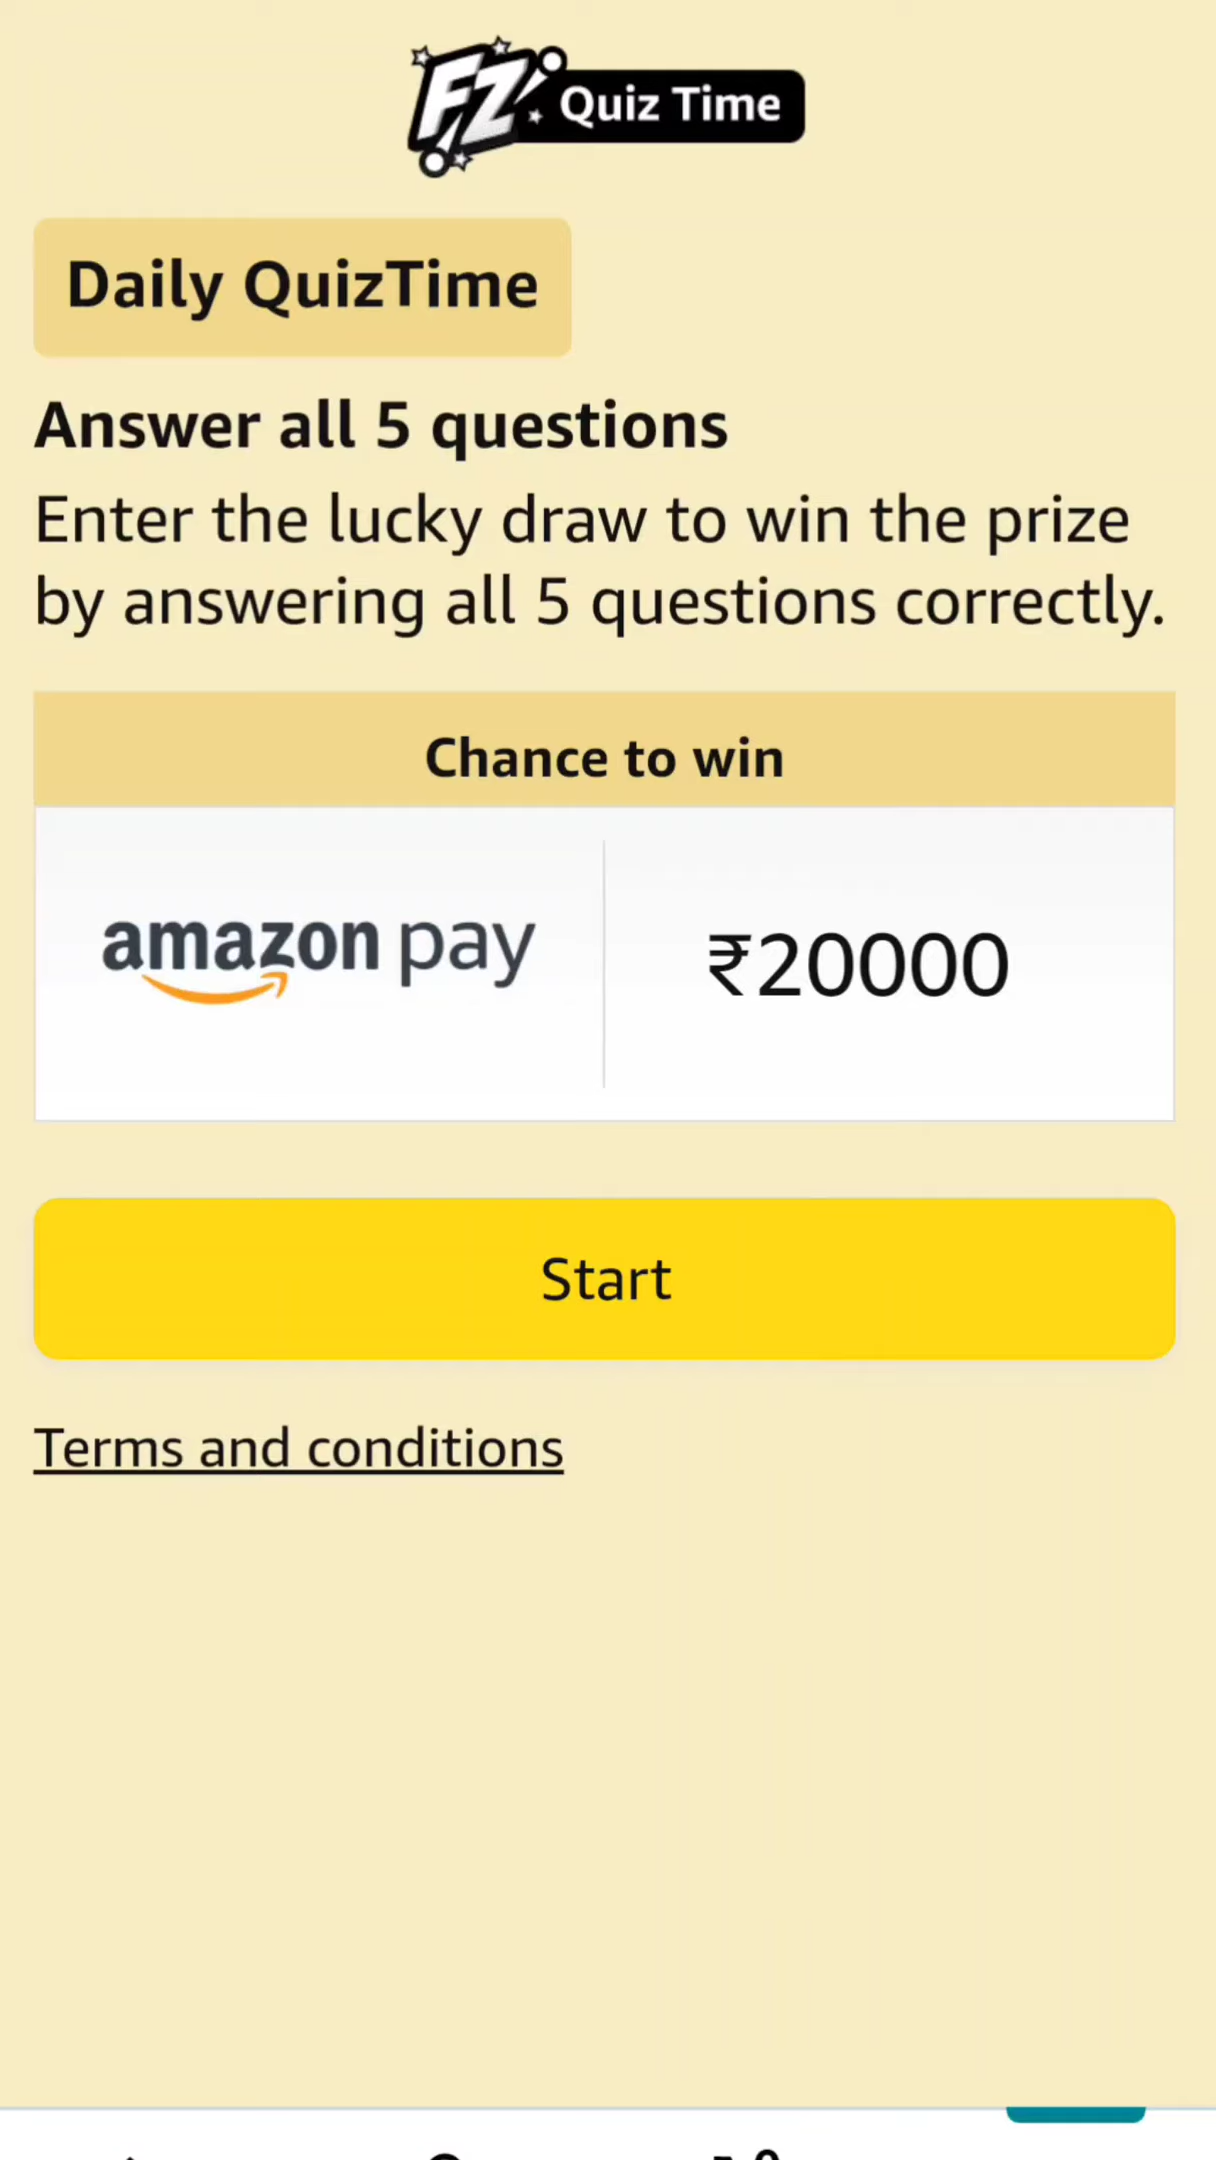 FZ Quiz Time
Daily QuizTime
Answer all 5 questions
Enter the lucky draw to win the prize
by answering all 5 questions correctly.
Chance to win
amazon pay
₹20000
Start
Terms and conditions